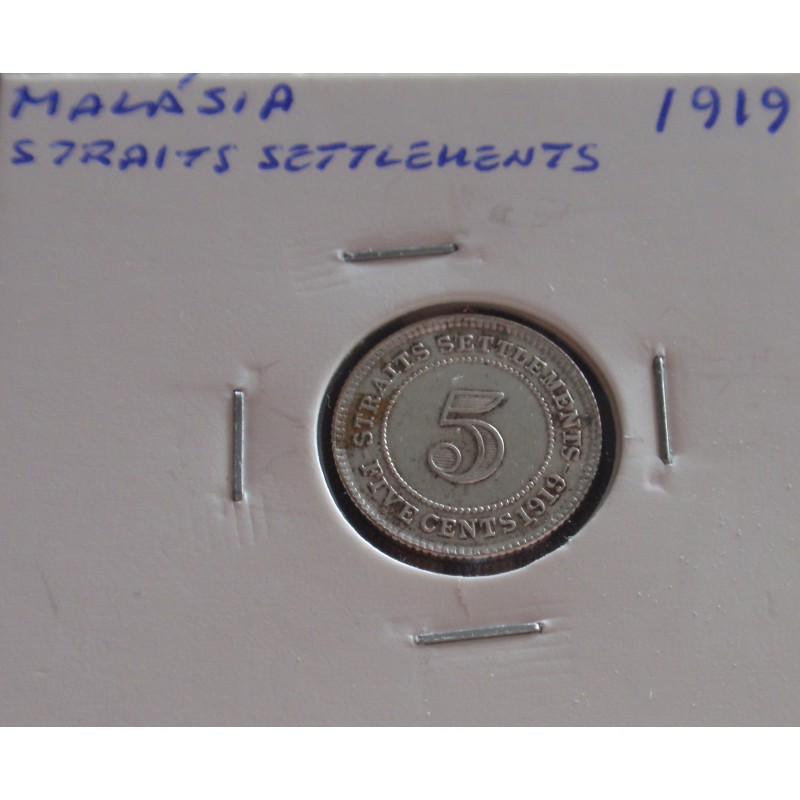 MALÁSIA 1919
STRAITS SETTLEMENTS
STRAITS SETTLEMENTS
5
FIVE CENTS 1919